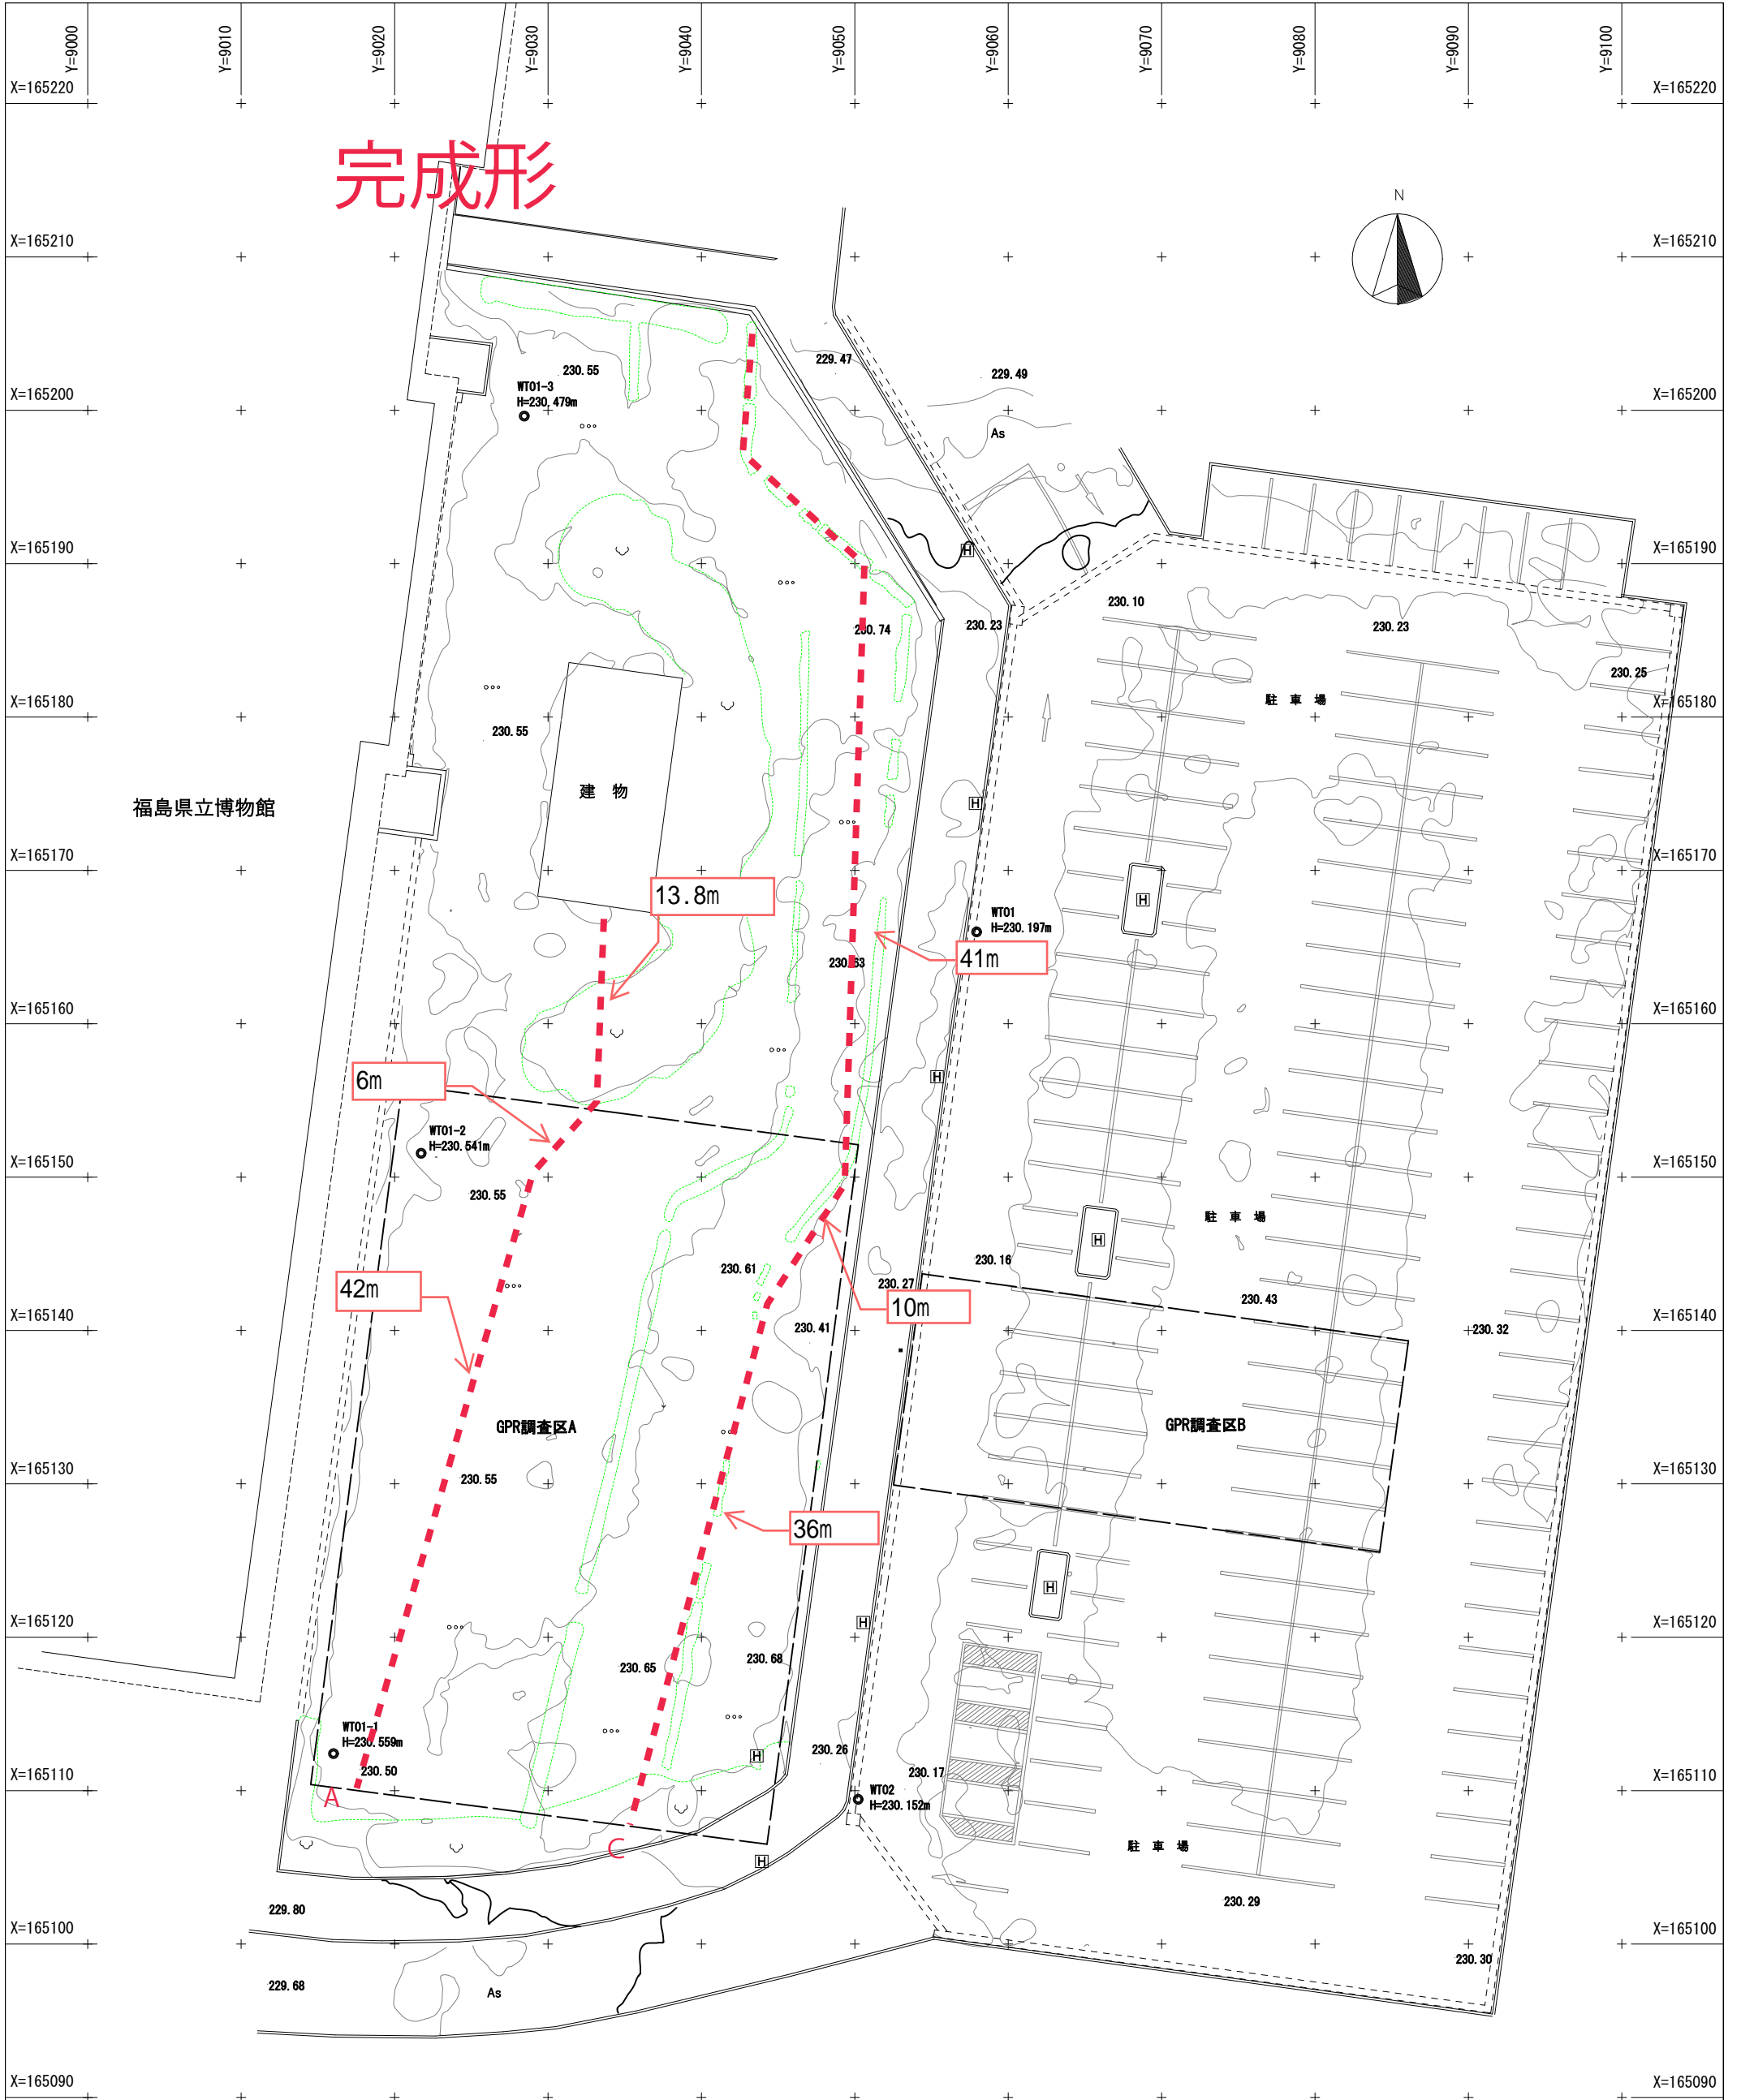 Y=9000
Y=9010
Y=9020
Y=9030
Y=9040
Y=9050
Y=9060
Y=9070
Y=9080
Y=9090
Y=9100
X=165220
X=165220
完成形
N
X=165210
X=165210
229.47
230.55
229.49
WT01-3
H=230.479m
X=165200
X=165200
As
H
X=165190
X=165190
230.10
230.74
230.23
230.23
230.25
駐 車 場
X=165180
X=165180
230.55
建 物
福島県立博物館
H
X=165170
X=165170
13.8m
H
WT01
H=230.197m
41m
230.63
X=165160
X=165160
6m
H
WT01-2
H=230.541m
X=165150
X=165150
230.55
駐 車 場
H
230.61
230.16
230.27
42m
10m
230.43
230.41
230.32
X=165140
X=165140
GPR調査区A
GPR調査区B
230.55
X=165130
X=165130
36m
H
H
X=165120
X=165120
230.65
230.68
WT01-1
H=230.559m
H
230.26
230.50
230.17
X=165110
X=165110
A
WT02
H=230.152m
C
駐 車 場
H
229.80
230.29
X=165100
X=165100
230.30
229.68
As
X=165090
X=165090